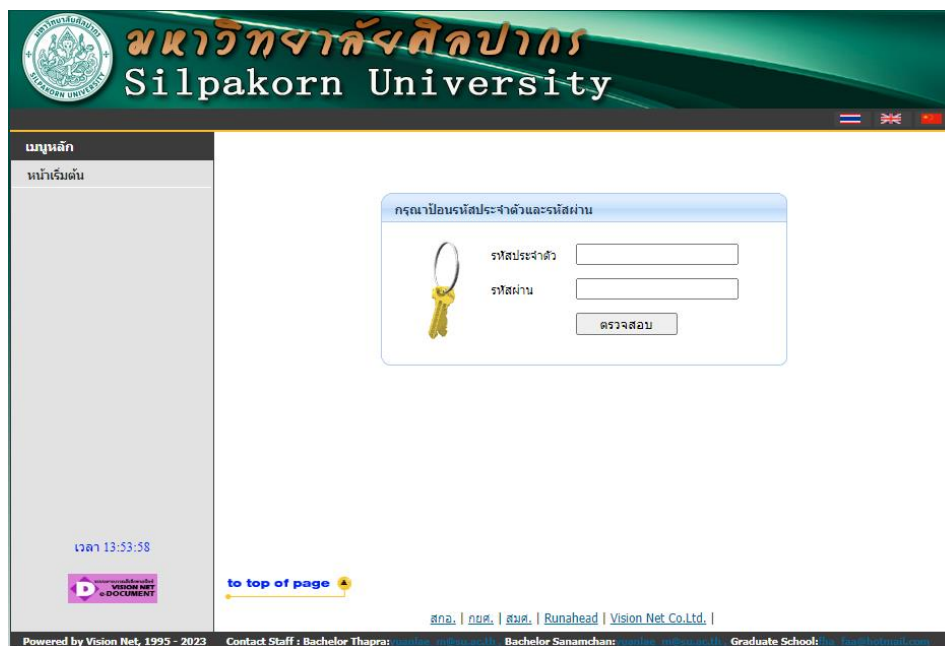 มหาวิทยาลัยศิลปากร
Silpakorn University
เมนูหลัก
หน้าเริ่มต้น
กรุณาป้อนรหัสประจำตัวและรหัสผ่าน
รหัสประจำตัว
รหัสผ่าน
ตรวจสอบ
เวลา 13:53:58
VISION NET
e-DOCUMENT
to top of page
สกอ. | กยศ. | สมศ. | Runahead | Vision Net Co.Ltd. |
Powered by Vision Net, 1995 - 2023 Contact Staff : Bachelor Thapra: Bachelor Sanamchan: Graduate School: